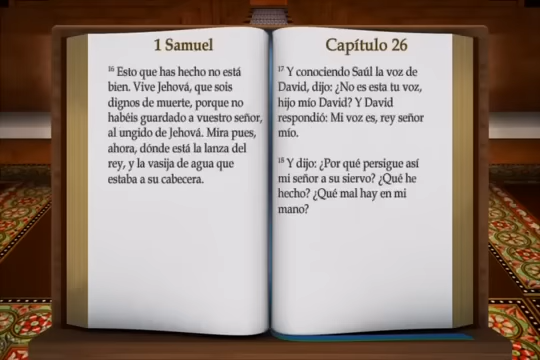 1 Samuel
¹⁶ Esto que has hecho no está
bien. Vive Jehová, que sois
dignos de muerte, porque no
habéis guardado a vuestro señor,
al ungido de Jehová. Mira pues,
ahora, dónde está la lanza del
rey, y la vasija de agua que
estaba a su cabecera.
Capítulo 26
¹⁷ Y conociendo Saúl la voz de
David, dijo: ¿No es esta tu voz,
hijo mío David? Y David
respondió: Mi voz es, rey señor
mío.
¹⁸ Y dijo: ¿Por qué persigue así
mi señor a su siervo? ¿Qué he
hecho? ¿Qué mal hay en mi
mano?